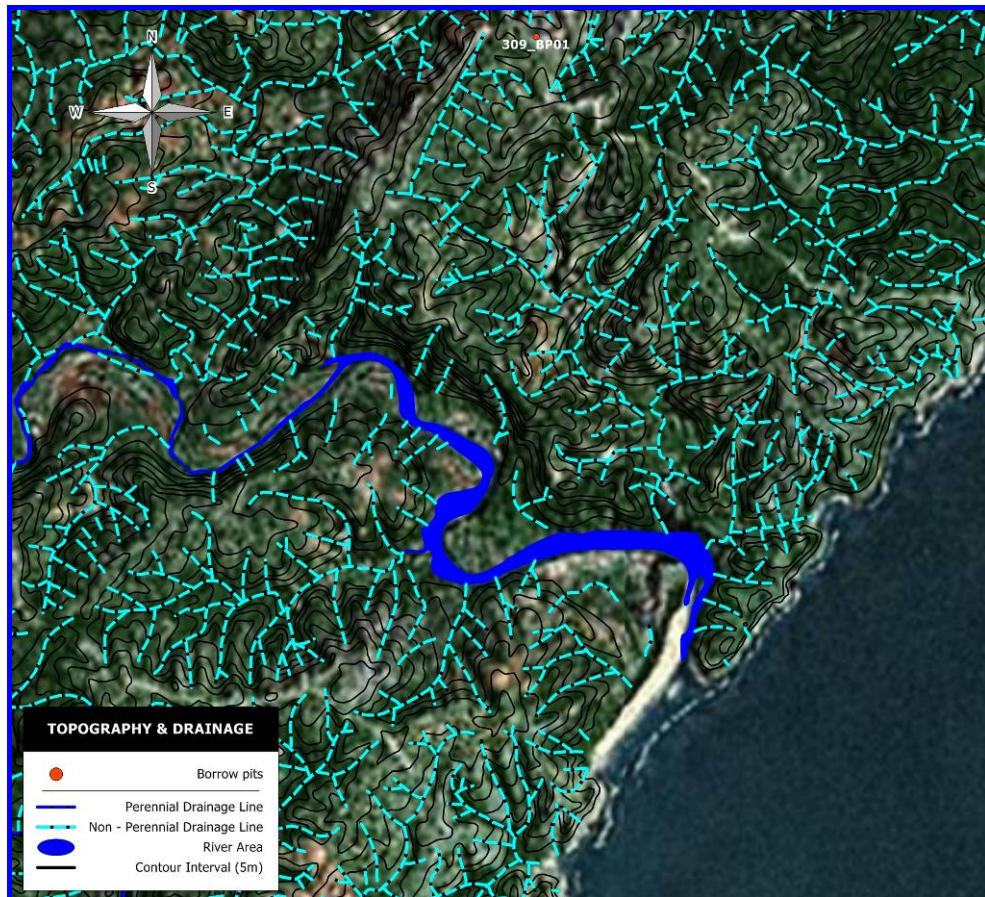 N
309_BP01
W E
S
TOPOGRAPHY & DRAINAGE
Borrow pits
Perennial Drainage Line
Non - Perennial Drainage Line
River Area
Contour Interval (5m)